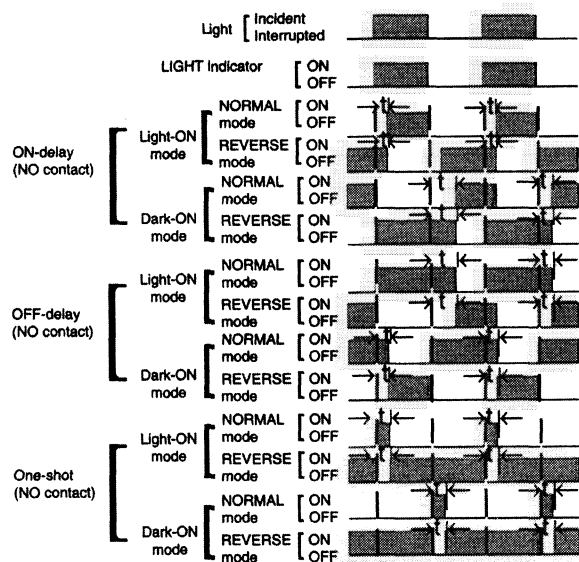 Light Incident
Interrupted
LIGHT Indicator ON
OFF
ON-delay
(NO contact)
Light-ON
mode
NORMAL
mode
ON
OFF
t t
REVERSE
mode
ON
OFF
t t
Dark-ON
mode
NORMAL
mode
ON
OFF
t t
REVERSE
mode
ON
OFF
t t
OFF-delay
(NO contact)
Light-ON
mode
NORMAL
mode
ON
OFF
t t
REVERSE
mode
ON
OFF
t t
Dark-ON
mode
NORMAL
mode
ON
OFF
t t
REVERSE
mode
ON
OFF
t t
One-shot
(NO contact)
Light-ON
mode
NORMAL
mode
ON
OFF
t t
REVERSE
mode
ON
OFF
t t
Dark-ON
mode
NORMAL
mode
ON
OFF
t t
REVERSE
mode
ON
OFF
t t